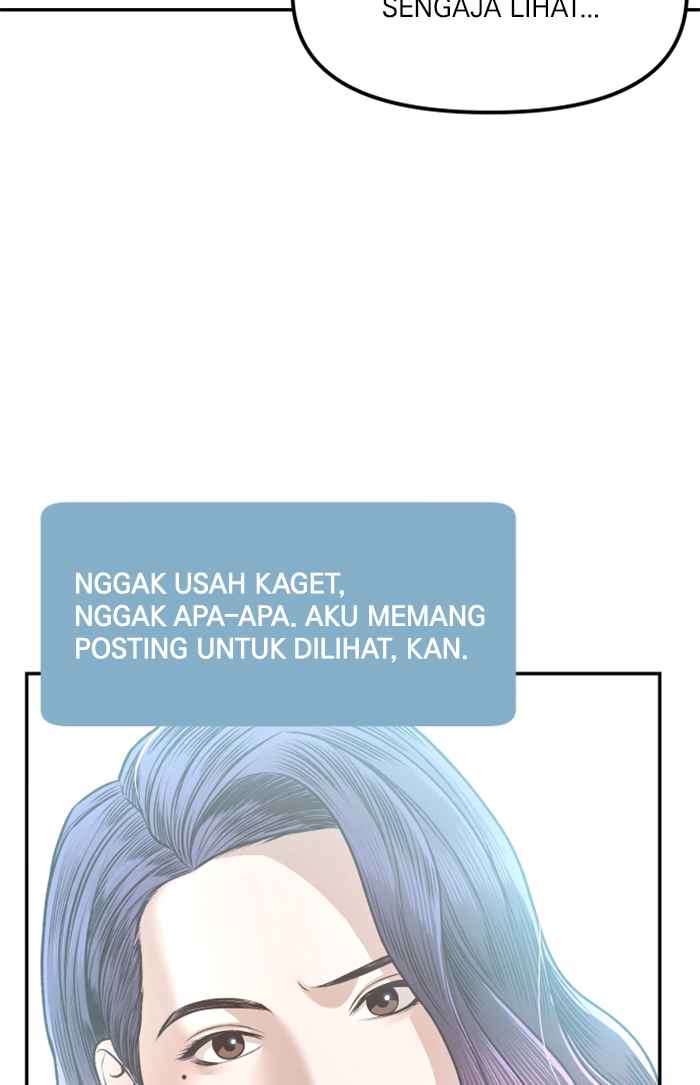 SENGAJA LIHAT...
NGGAK USAH KAGET,
NGGAK APA-APA. AKU MEMANG
POSTING UNTUK DILIHAT, KAN.